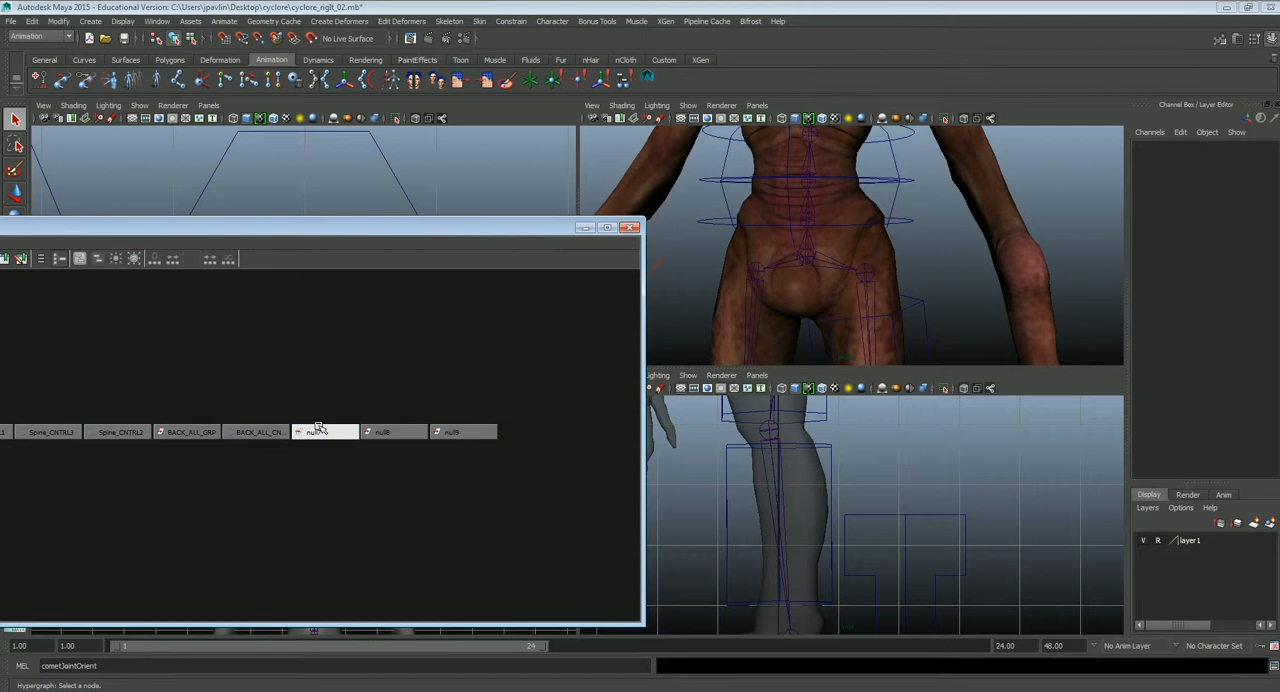 Autodesk Maya 2015 - Educational Version: C:\Users\jpavlin\Desktop\cyclore\cyclore_rigIt_02.mb*
File Edit Modify Create Display Window Assets Animate Geometry Cache Create Deformers Edit Deformers Skeleton Skin Constrain Character Bonus Tools Muscle XGen Pipeline Cache Bifrost Help
Animation No Live Surface
General Curves Surfaces Polygons Deformation Animation Dynamics Rendering PaintEffects Toon Muscle Fluids Fur nHair nCloth Custom XGen
View Shading Lighting Show Renderer Panels
View Shading Lighting Show Renderer Panels
Channel Box / Layer Editor
Channels Edit Object Show
Lighting Show Renderer Panels
Spine_CNTRL3 Spine_CNTRL2 BACK_ALL_GRP BACK_ALL_CN... null8 null9
Display Render Anim
Layers Options Help
V R layer1
1.00 1.00 1 24 24.00 48.00 No Anim Layer No Character Set
MEL cometJointOrient
Hypergraph: Select a node.